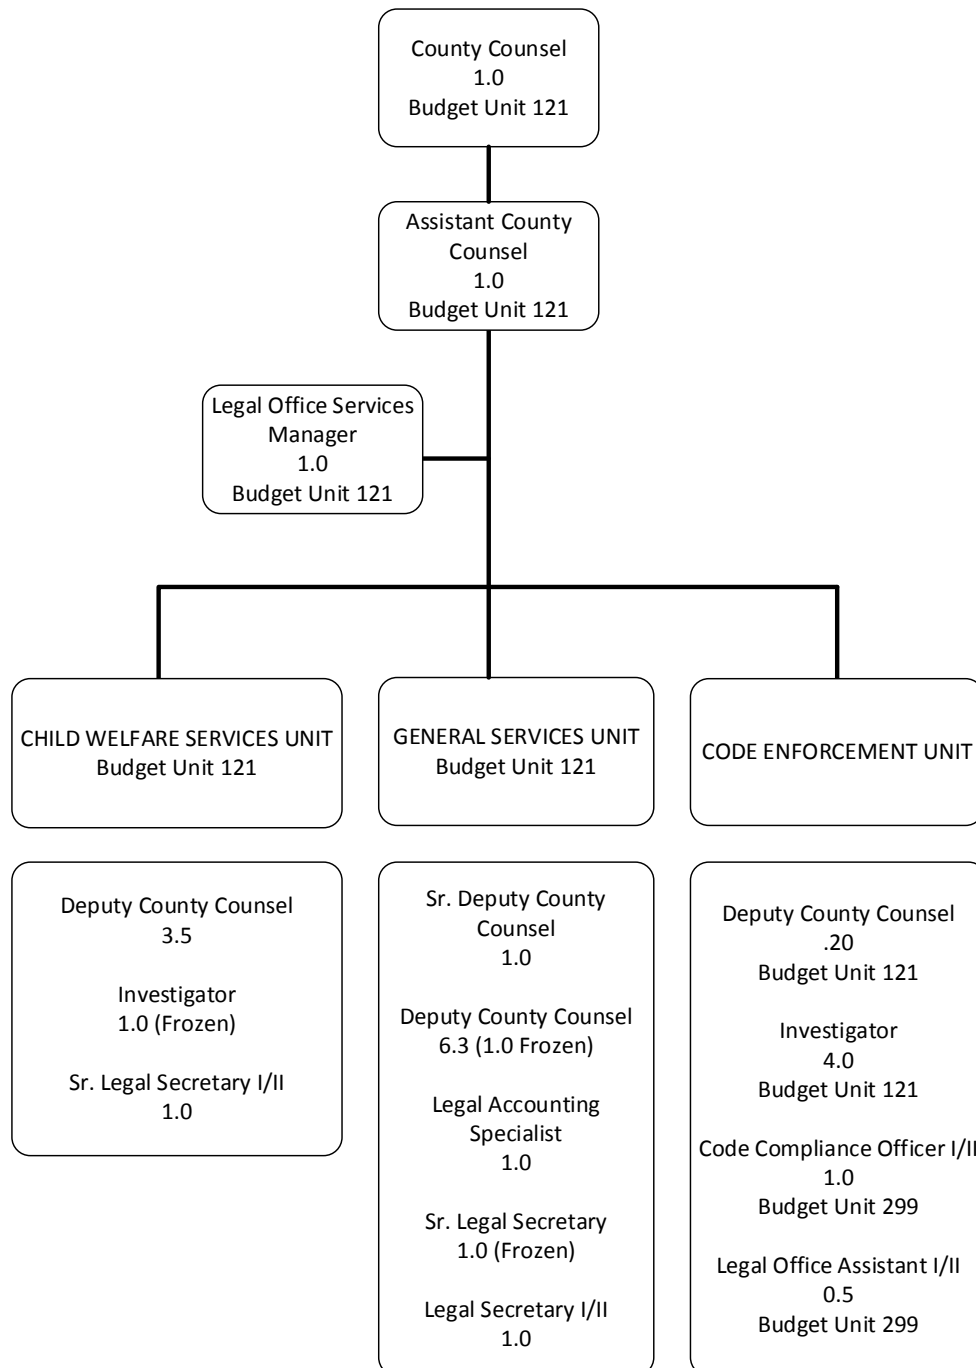 County Counsel
1.0
Budget Unit 121
Assistant County
Counsel
1.0
Budget Unit 121
Legal Office Services
Manager
1.0
Budget Unit 121
CHILD WELFARE SERVICES UNIT
Budget Unit 121
GENERAL SERVICES UNIT
Budget Unit 121
CODE ENFORCEMENT UNIT
Deputy County Counsel
3.5
Investigator
1.0 (Frozen)
Sr. Legal Secretary I/II
1.0
Sr. Deputy County
Counsel
1.0
Deputy County Counsel
6.3 (1.0 Frozen)
Legal Accounting
Specialist
1.0
Sr. Legal Secretary
1.0 (Frozen)
Legal Secretary I/II
1.0
Deputy County Counsel
.20
Budget Unit 121
Investigator
4.0
Budget Unit 121
Code Compliance Officer I/II
1.0
Budget Unit 299
Legal Office Assistant I/II
0.5
Budget Unit 299